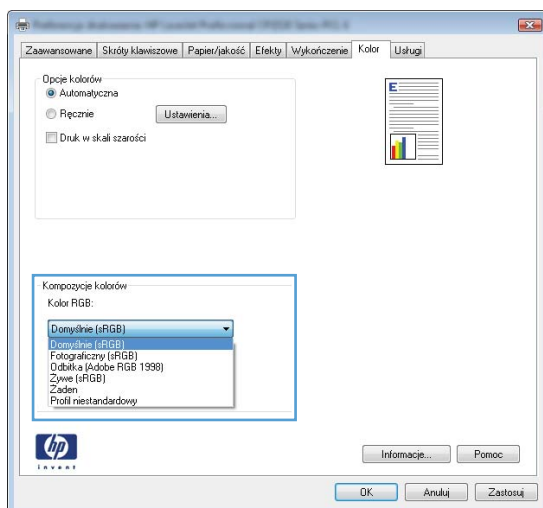 Zaawansowane Skróty klawiszowe Papier/jakość Efekty Wykończenie Kolor Usługi
Opcje kolorów
Automatyczna
Ręcznie Ustawienia...
Druk w skali szarości
E
Kompozycje kolorów
Kolor RGB:
Domyślnie (sRGB)
Domyślnie (sRGB)
Fotograficzny (sRGB)
Odbitka (Adobe RGB 1998)
Żywe (sRGB)
Żaden
Profil niestandardowy
hp
invent
Informacje... Pomoc
OK Anuluj Zastosuj